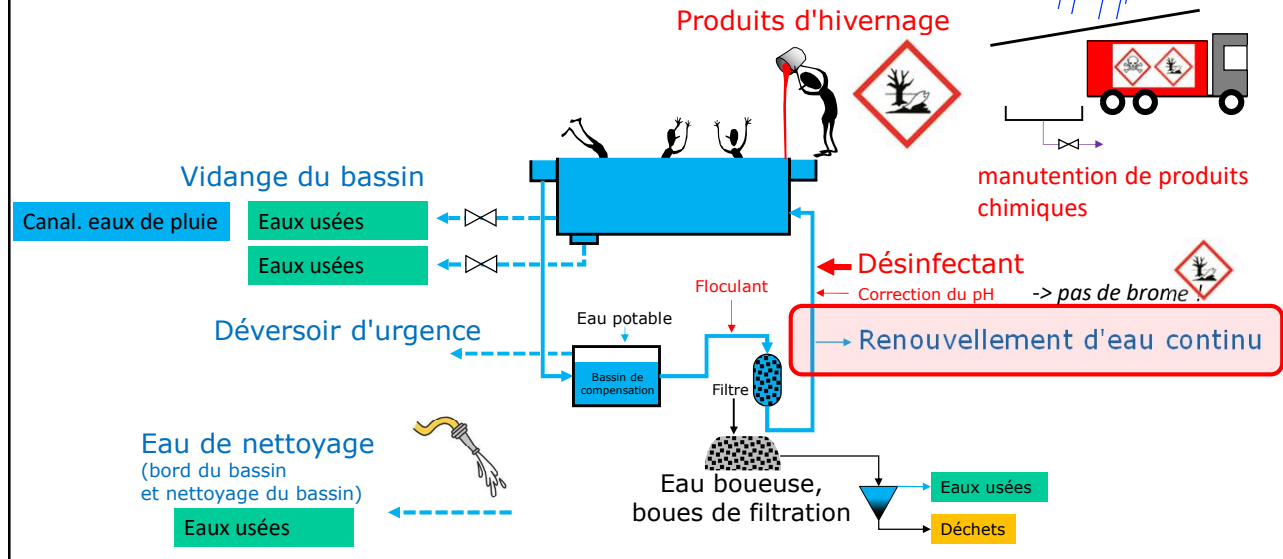 Produits d'hivernage
manutention de produits
chimiques
Vidange du bassin
Canal. eaux de pluie
Eaux usées
Eaux usées
Désinfectant
Correction du pH
-> pas de brome !
Floculant
Renouvellement d'eau continu
Déversoir d'urgence
Eau potable
Bassin de
compensation
Filtre
Eau de nettoyage
(bord du bassin
et nettoyage du bassin)
Eaux usées
Eau boueuse,
boues de filtration
Eaux usées
Déchets